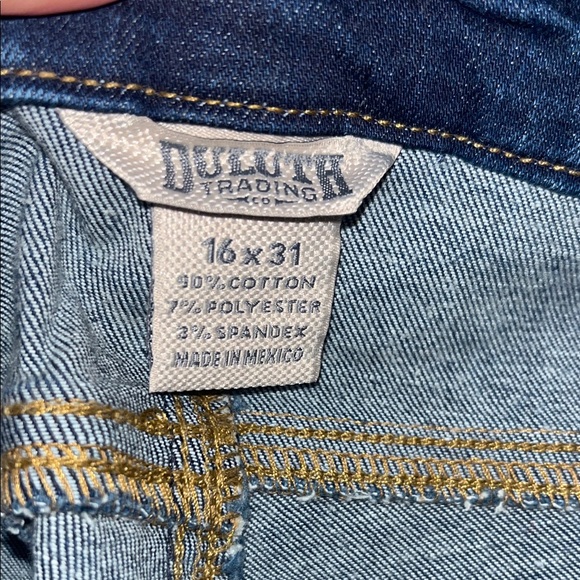 DULUTH
TRADING
CO
16 x 31
90% COTTON
7% POLYESTER
3% SPANDEX
MADE IN MEXICO